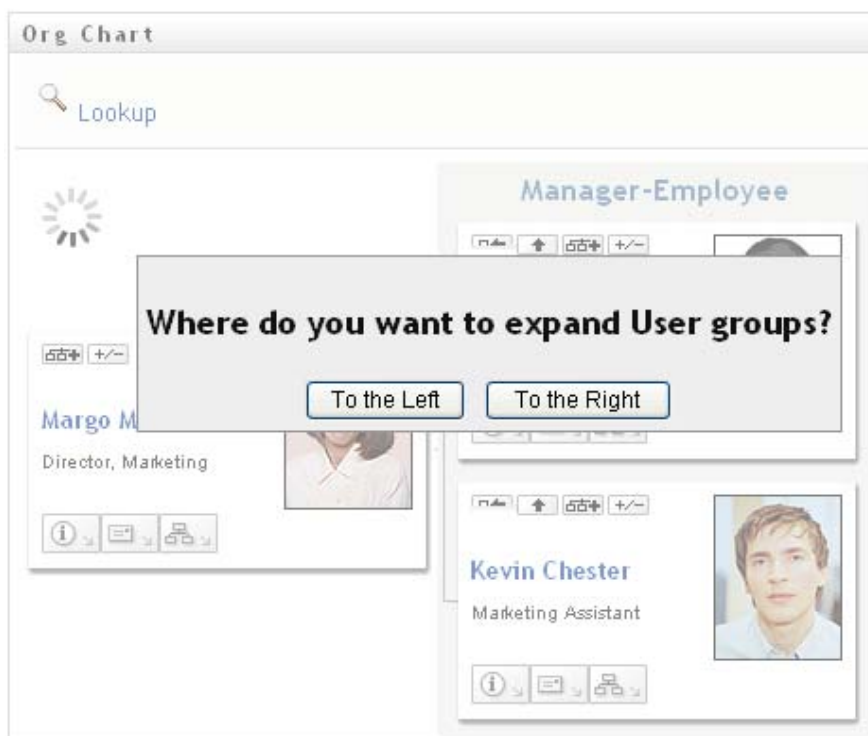 Org Chart
Lookup
Manager-Employee
+/-
Where do you want to expand User groups?
To the Left
To the Right
+/-
Margo M
Director, Marketing
+/-
Kevin Chester
Marketing Assistant